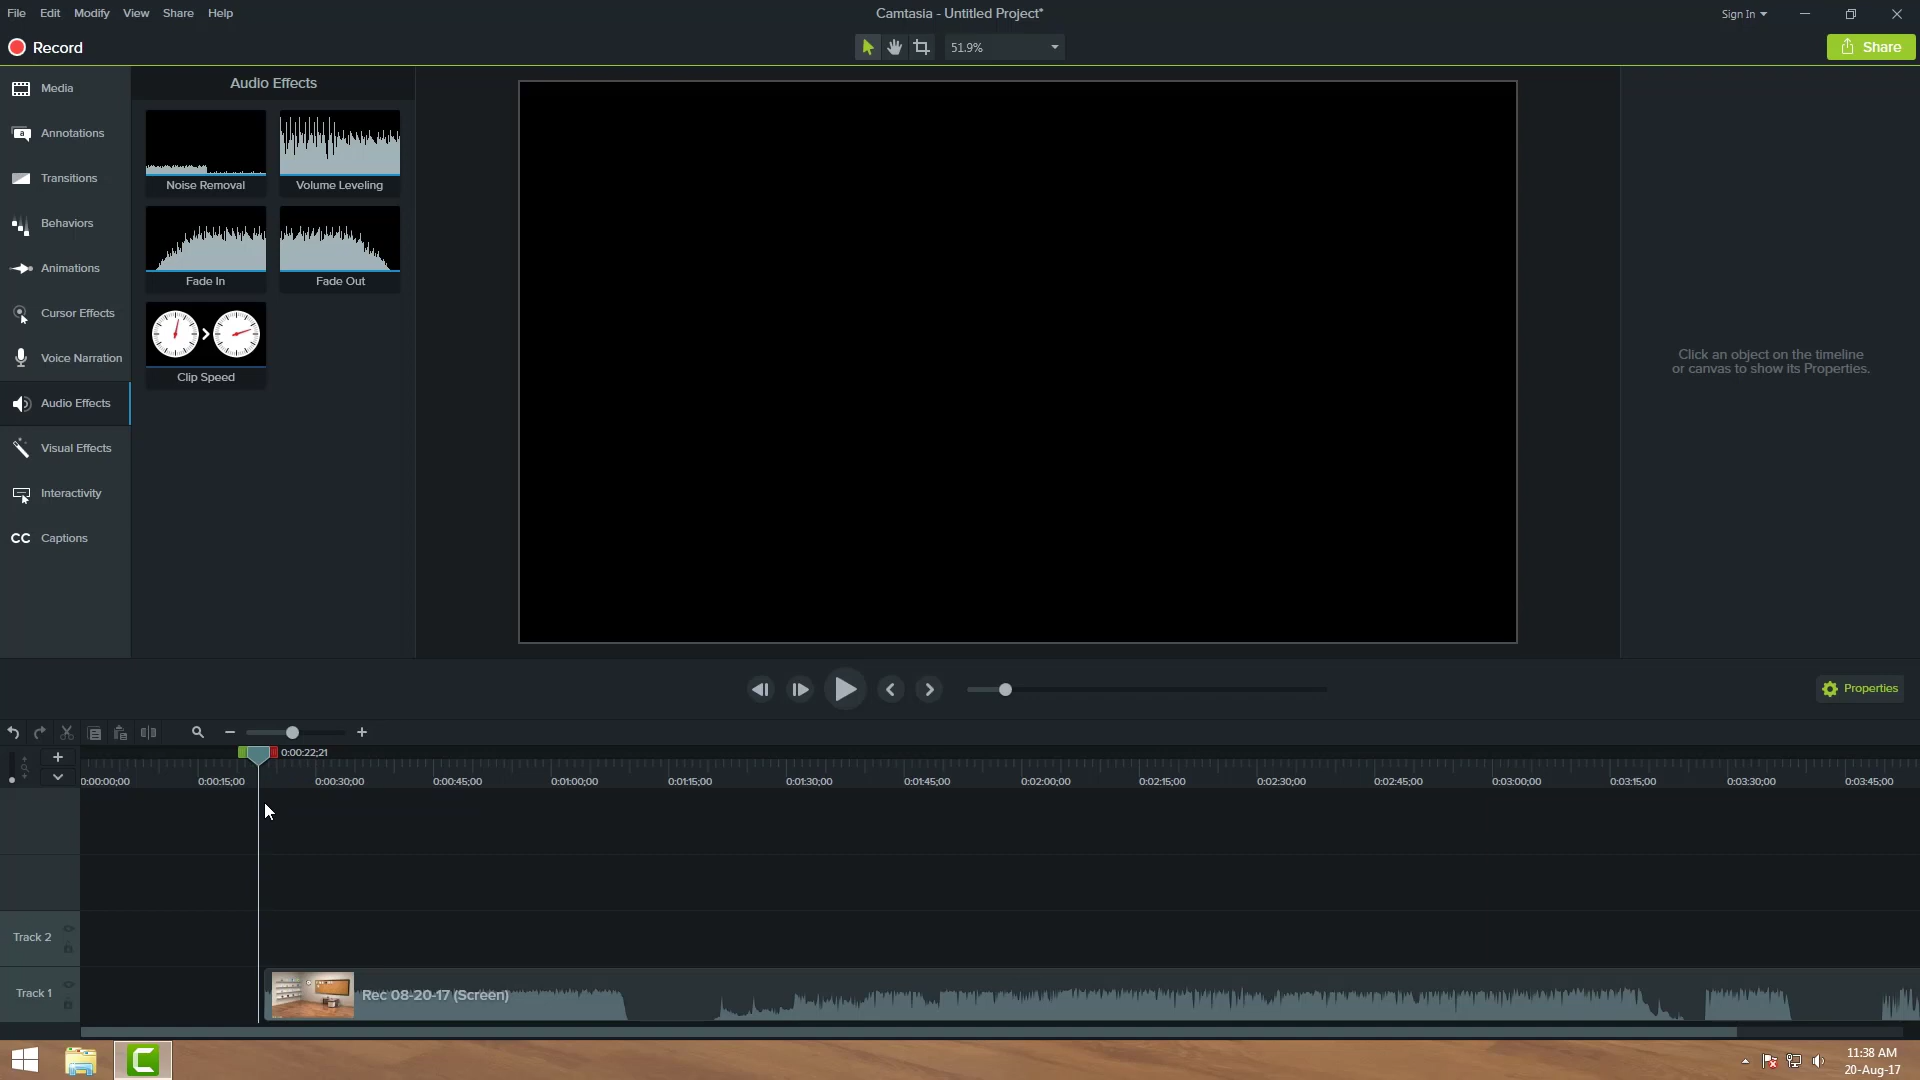 File Edit Modify View Share Help
Camtasia - Untitled Project*
Sign In
Record
51.9%
Share
Media
Annotations
Transitions
Behaviors
Animations
Cursor Effects
Voice Narration
Audio Effects
Visual Effects
Interactivity
CC Captions
Audio Effects
Noise Removal
Volume Leveling
Fade In
Fade Out
Clip Speed
Click an object on the timeline
or canvas to show its Properties.
Properties
0:00:22;21
0:00:00;00 0:00:15;00 0:00:30;00 0:00:45;00 0:01:00;00 0:01:15;00 0:01:30;00 0:01:45;00 0:02:00;00 0:02:15;00 0:02:30;00 0:02:45;00 0:03:00;00 0:03:15;00 0:03:30;00 0:03:45;00
Track 2
Track 1
Rec 08-20-17 (Screen)
11:38 AM
20-Aug-17